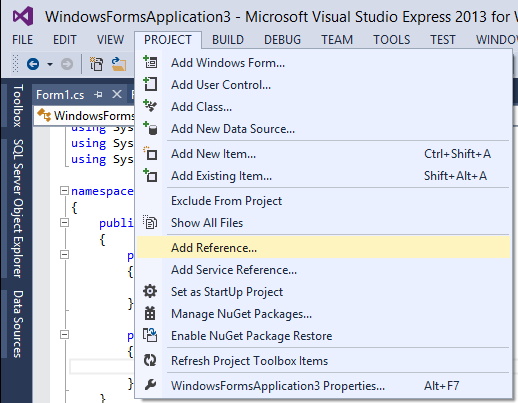 WindowsFormsApplication3 - Microsoft Visual Studio Express 2013 for W
FILE EDIT VIEW PROJECT BUILD DEBUG TEAM TOOLS TEST WINDOW
Toolbox
SQL Server Object Explorer
Data Sources
Form1.cs
WindowsForms
using Sys
using Sys
using Sys
namespace
{
publi
{
p
{
}
p
{
}
}
Add Windows Form...
Add User Control...
Add Class...
Add New Data Source...
Add New Item... Ctrl+Shift+A
Add Existing Item... Shift+Alt+A
Exclude From Project
Show All Files
Add Reference...
Add Service Reference...
Set as StartUp Project
Manage NuGet Packages...
Enable NuGet Package Restore
Refresh Project Toolbox Items
WindowsFormsApplication3 Properties... Alt+F7